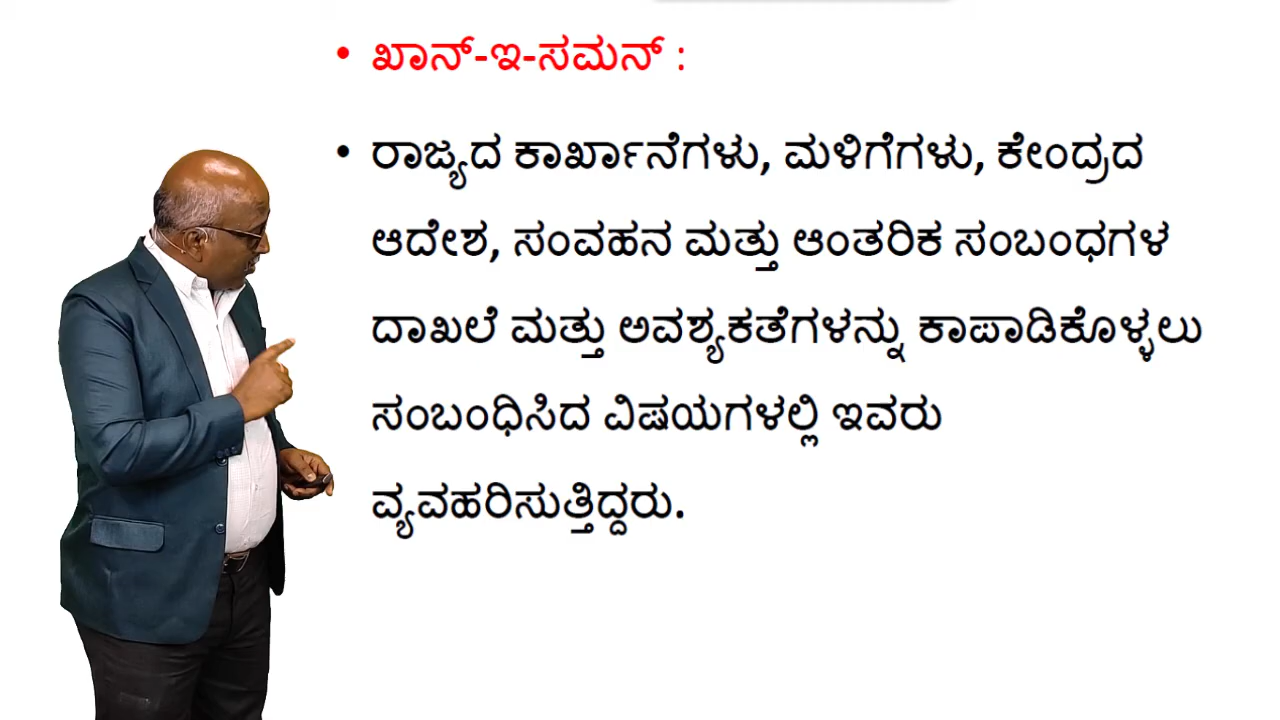 • ಖಾನ್-ಇ-ಸಮನ್ :
• ರಾಜ್ಯದ ಕಾರ್ಖಾನೆಗಳು, ಮಳಿಗೆಗಳು, ಕೇಂದ್ರದ
ಆದೇಶ, ಸಂವಹನ ಮತ್ತು ಆಂತರಿಕ ಸಂಬಂಧಗಳ
ದಾಖಲೆ ಮತ್ತು ಅವಶ್ಯಕತೆಗಳನ್ನು ಕಾಪಾಡಿಕೊಳ್ಳಲು
ಸಂಬಂಧಿಸಿದ ವಿಷಯಗಳಲ್ಲಿ ಇವರು
ವ್ಯವಹರಿಸುತ್ತಿದ್ದರು.